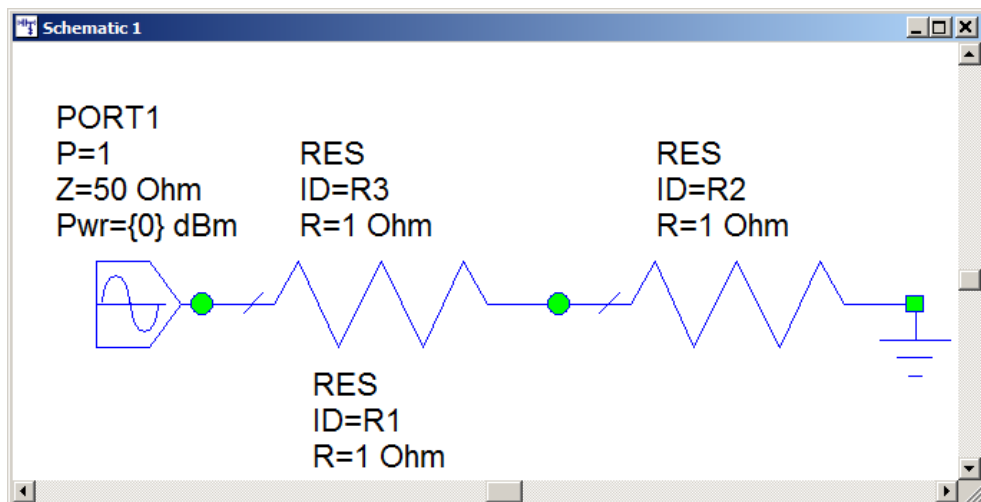 Schematic 1
PORT1
P=1
Z=50 Ohm
Pwr={0} dBm
RES
ID=R3
R=1 Ohm
RES
ID=R2
R=1 Ohm
RES
ID=R1
R=1 Ohm